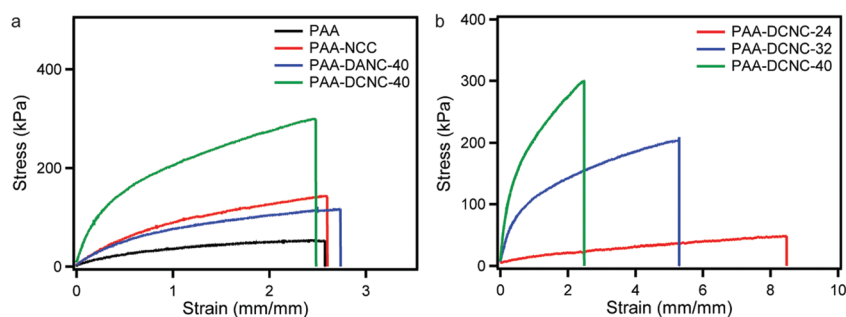 a
PAA
PAA-NCC
PAA-DANC-40
PAA-DCNC-40
400
200
0
Stress (kPa)
0 1 2 3
Strain (mm/mm)
b
PAA-DCNC-24
PAA-DCNC-32
PAA-DCNC-40
400
300
200
100
0
Stress (kPa)
0 2 4 6 8 10
Strain (mm/mm)